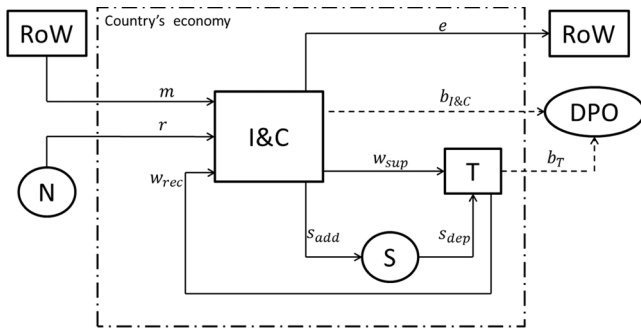 Country's economy
RoW
e
RoW
m
b_{I&C}
DPO
r
I&C
w_{sup}
T
b_T
N
w_{rec}
s_{add}
S
s_{dep}